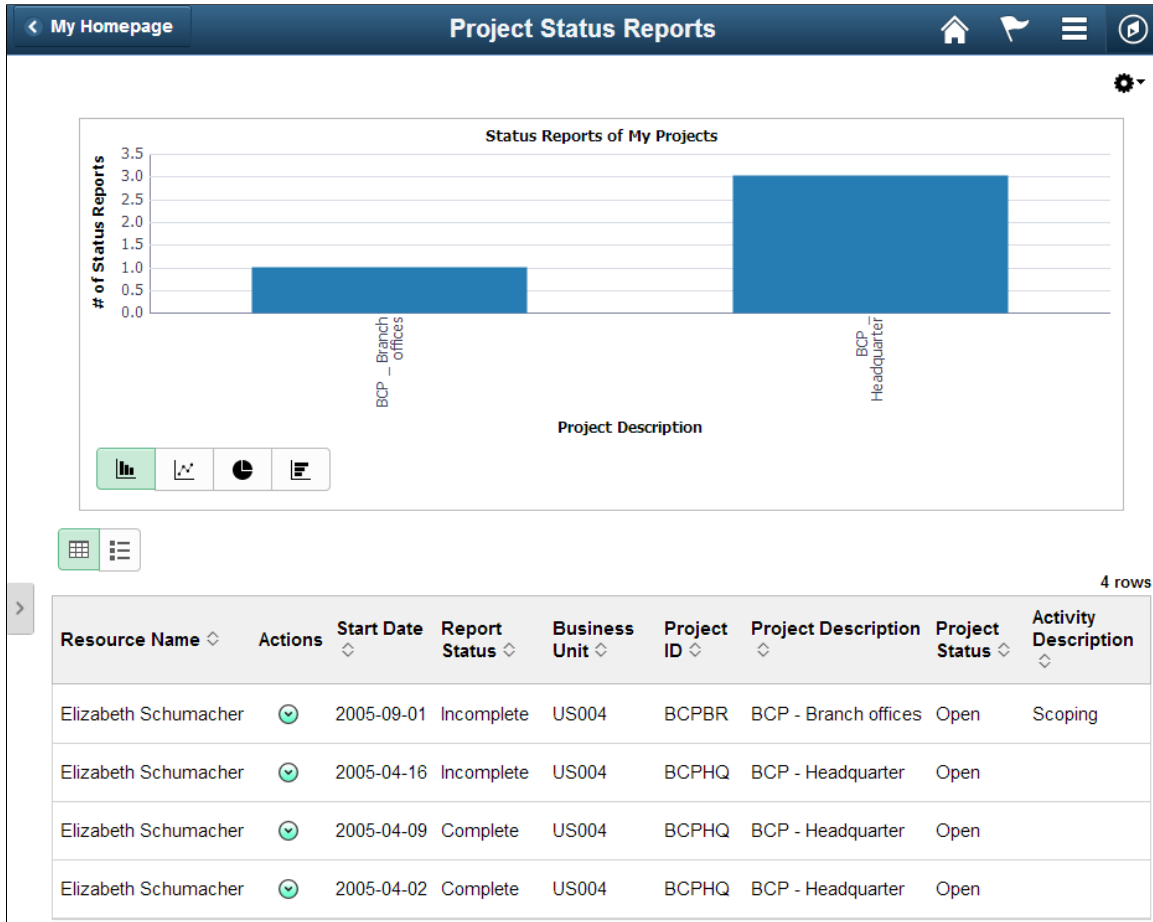 My Homepage
Project Status Reports
Status Reports of My Projects
# of Status Reports
3.5
3.0
2.5
2.0
1.5
1.0
0.5
0.0
BCP – Branch
offices
BCP –
Headquarter
Project Description
4 rows
Resource Name Actions Start Date Report Status Business Unit Project ID Project Description Project Status Activity Description
Elizabeth Schumacher 2005-09-01 Incomplete US004 BCPBR BCP - Branch offices Open Scoping
Elizabeth Schumacher 2005-04-16 Incomplete US004 BCPHQ BCP - Headquarter Open
Elizabeth Schumacher 2005-04-09 Complete US004 BCPHQ BCP - Headquarter Open
Elizabeth Schumacher 2005-04-02 Complete US004 BCPHQ BCP - Headquarter Open